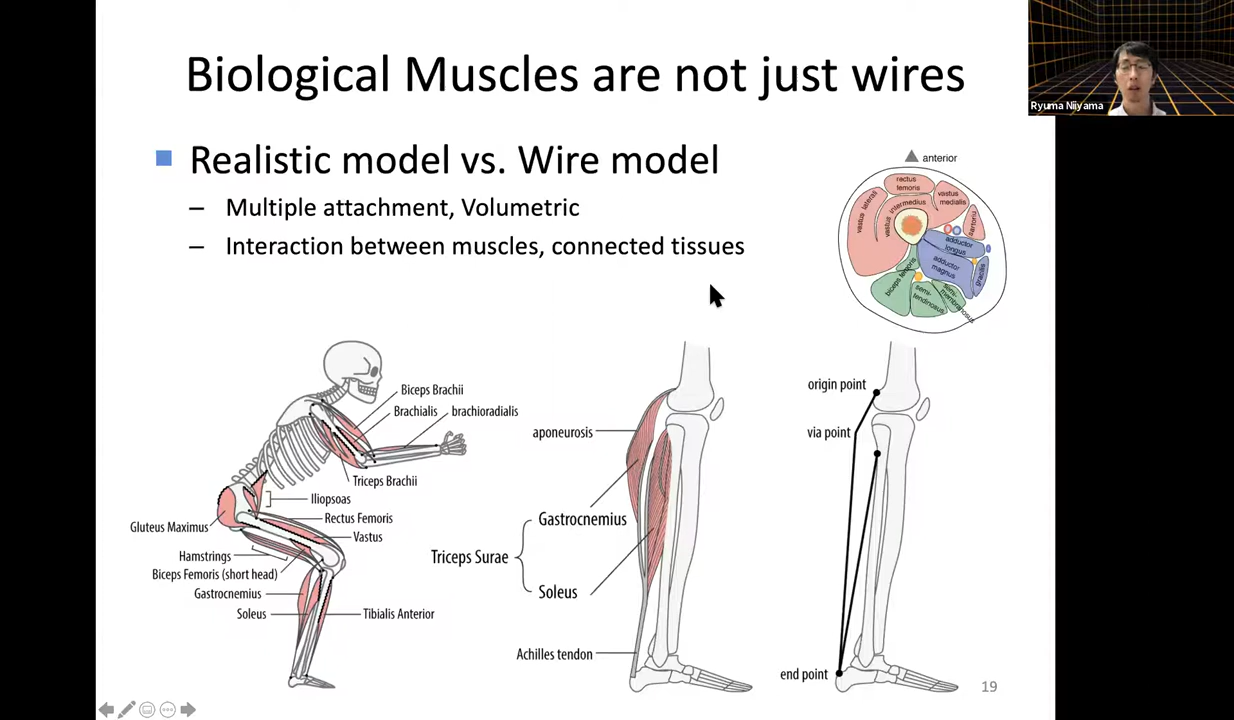 Biological Muscles are not just wires
Ryuma Niiyama
Realistic model vs. Wire model
– Multiple attachment, Volumetric
– Interaction between muscles, connected tissues
anterior
rectus
femoris
vastus
medialis
vastus lateralis
vastus intermedius
sartorius
adductor
longus
adductor
magnus
gracilis
biceps femoris
semi-
tendinosus
semi-
membranosus
Biceps Brachii
Brachialis
brachioradialis
Triceps Brachii
Iliopsoas
Rectus Femoris
Gluteus Maximus
Vastus
Hamstrings
Biceps Femoris (short head)
Gastrocnemius
Soleus
Tibialis Anterior
aponeurosis
Gastrocnemius
Triceps Surae
Soleus
Achilles tendon
origin point
via point
end point
19